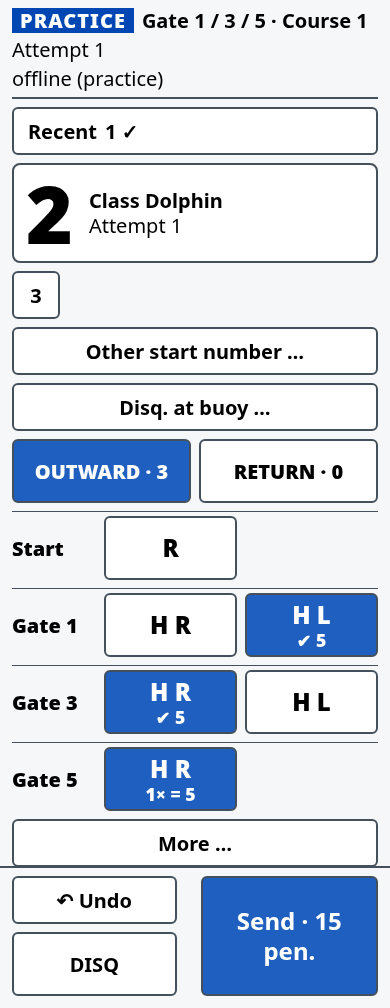 PRACTICE Gate 1 / 3 / 5 · Course 1
Attempt 1
offline (practice)
Recent 1 ✓
2 Class Dolphin
Attempt 1
3
Other start number ...
Disq. at buoy ...
OUTWARD · 3 RETURN · 0
Start R
Gate 1 H R H L
✔ 5
Gate 3 H R H L
✔ 5
Gate 5 H R
1× = 5
More ...
↶ Undo
Send · 15
pen.
DISQ